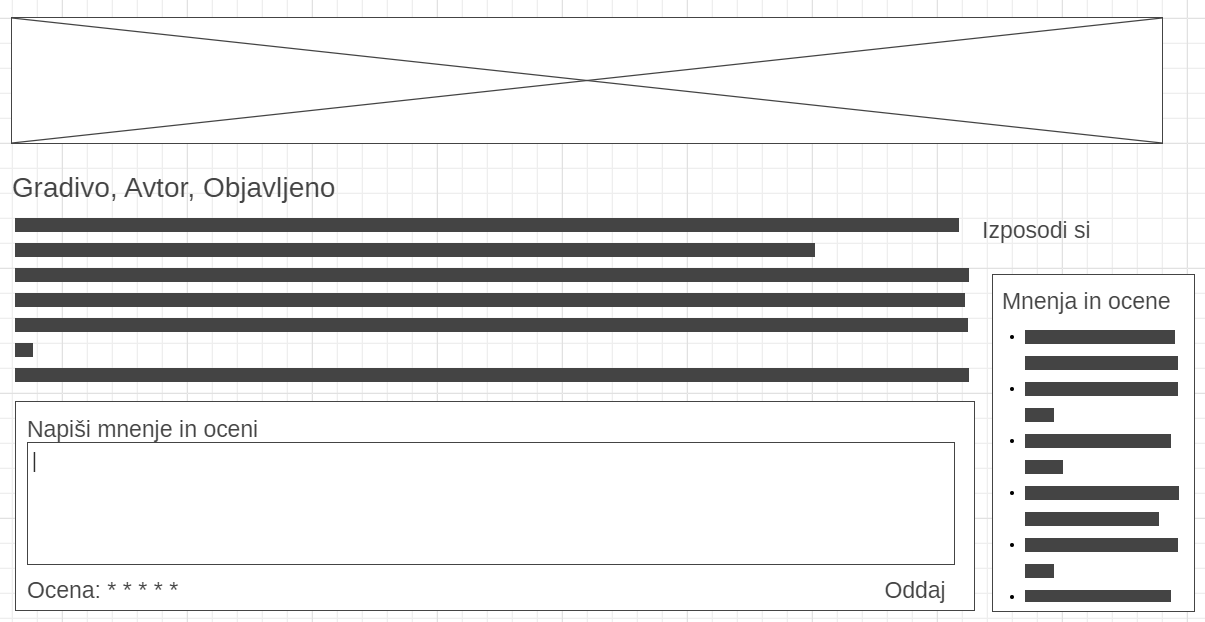 Gradivo, Avtor, Objavljeno
Izposodi si
Mnenja in ocene
Napiši mnenje in oceni
Ocena: * * * * *
Oddaj